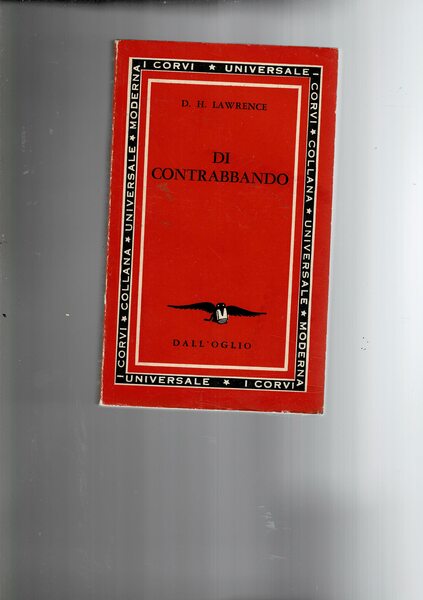 I CORVI ★ UNIVERSALE
I CORVI ★ COLLANA ★ UNIVERSALE ★ MODERNA
I CORVI ★ COLLANA ★ UNIVERSALE ★ MODERNA
D. H. LAWRENCE
DI
CONTRABBANDO
DALL'OGLIO
UNIVERSALE ★ I CORVI